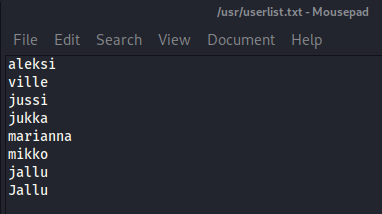 /usr/userlist.txt - Mousepad
File Edit Search View Document Help
aleksi
ville
jussi
jukka
marianna
mikko
jallu
Jallu